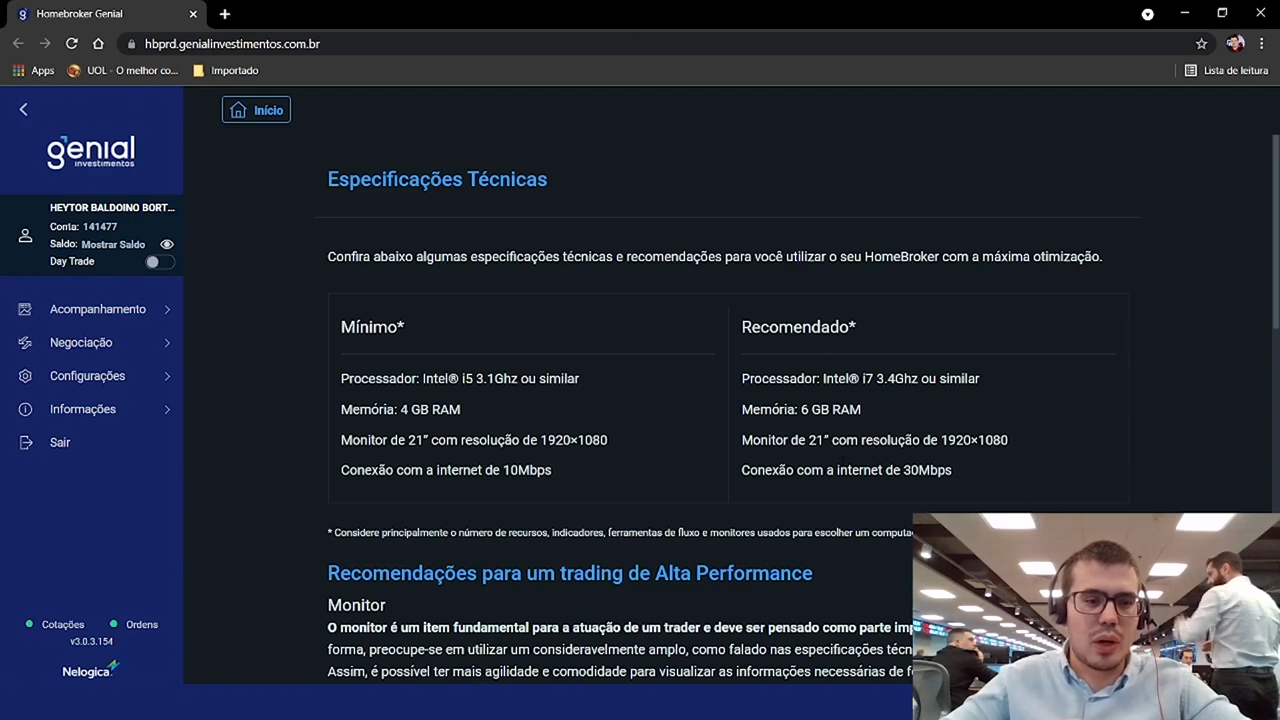 Homebroker Genial
hbprd.genialinvestimentos.com.br
Apps
UOL - O melhor co...
Importado
Lista de leitura
genial
investimentos
HEYTOR BALDOINO BORT...
Conta: 141477
Saldo: Mostrar Saldo
Day Trade
Acompanhamento
Negociação
Configurações
Informações
Sair
Cotações
Ordens
v3.0.3.154
Nelogica
Início
Especificações Técnicas
Confira abaixo algumas especificações técnicas e recomendações para você utilizar o seu HomeBroker com a máxima otimização.
Mínimo*
Processador: Intel® i5 3.1Ghz ou similar
Memória: 4 GB RAM
Monitor de 21” com resolução de 1920×1080
Conexão com a internet de 10Mbps
Recomendado*
Processador: Intel® i7 3.4Ghz ou similar
Memória: 6 GB RAM
Monitor de 21” com resolução de 1920×1080
Conexão com a internet de 30Mbps
* Considere principalmente o número de recursos, indicadores, ferramentas de fluxo e monitores usados para escolher um computa
Recomendações para um trading de Alta Performance
Monitor
O monitor é um item fundamental para a atuação de um trader e deve ser pensado como parte imp
forma, preocupe-se em utilizar um consideravelmente amplo, como falado nas especificações técn
Assim, é possível ter mais agilidade e comodidade para visualizar as informações necessárias de f